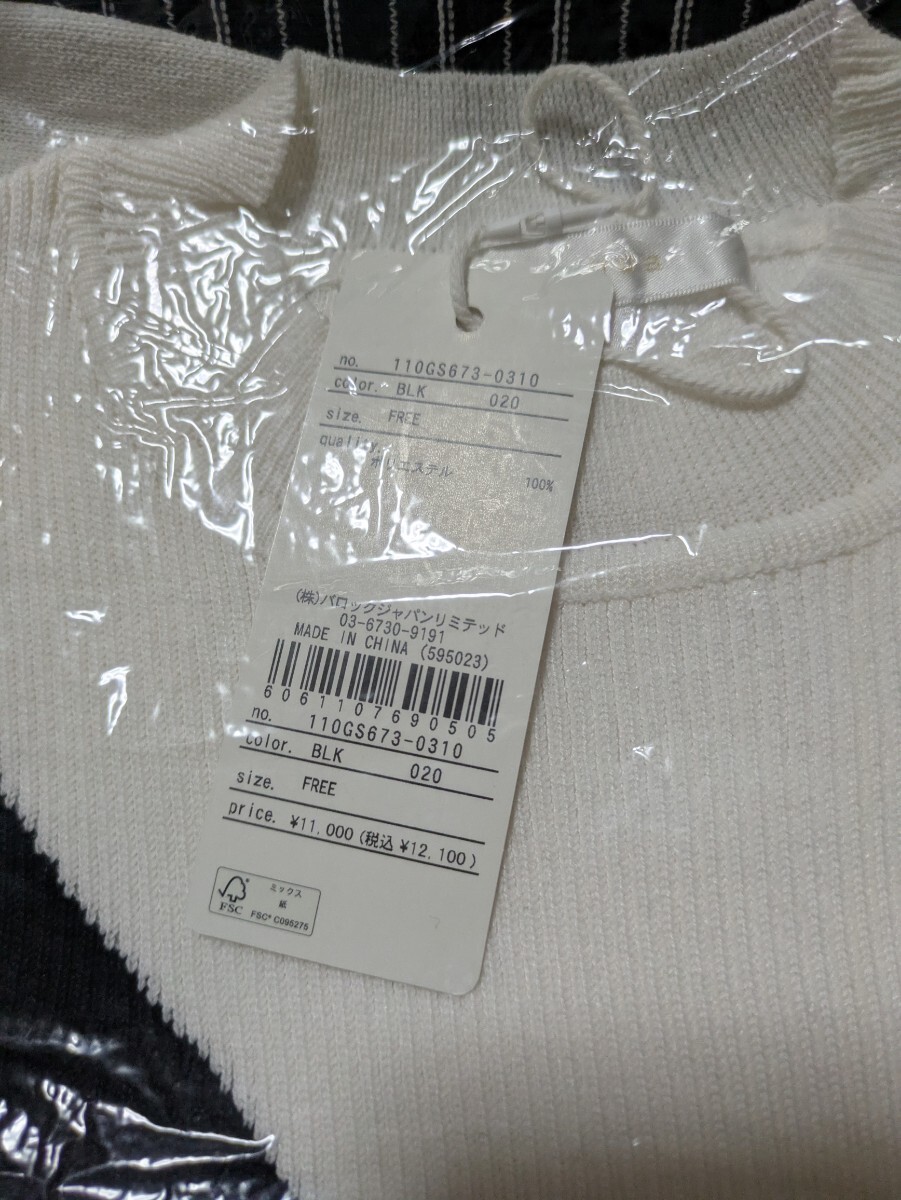 no. 110GS673-0310
color. BLK 020
size. FREE
quality.
ポリエステル 100%
(株)バロックジャパンリミテッド
03-6730-9191
MADE IN CHINA (595023)
6061107690505
no. 110GS673-0310
color. BLK 020
size. FREE
price. ¥11.000(税込¥12.100)
FSC
ミックス
紙
FSC® C095275